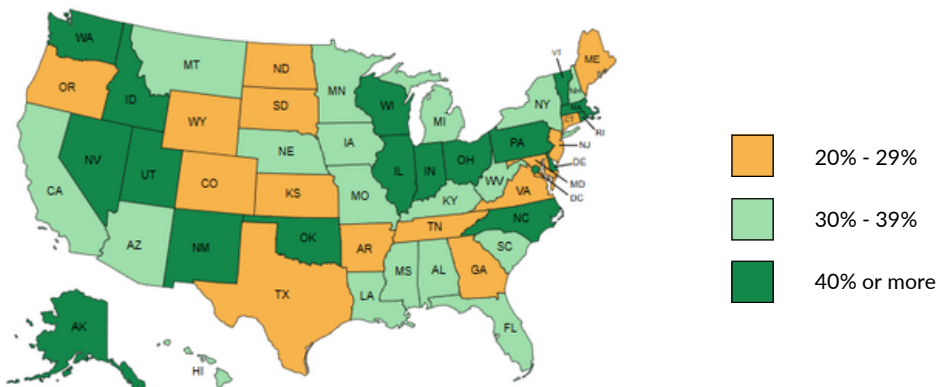 WA
OR
CA
NV
ID
MT
WY
UT
AZ
CO
NM
ND
SD
NE
KS
OK
TX
MN
IA
MO
AR
LA
WI
IL
MS
MI
IN
KY
TN
AL
OH
WV
VA
NC
SC
GA
FL
PA
NY
VT
NH
ME
MA
CT
RI
NJ
DE
MD
DC
AK
HI
20% - 29%
30% - 39%
40% or more